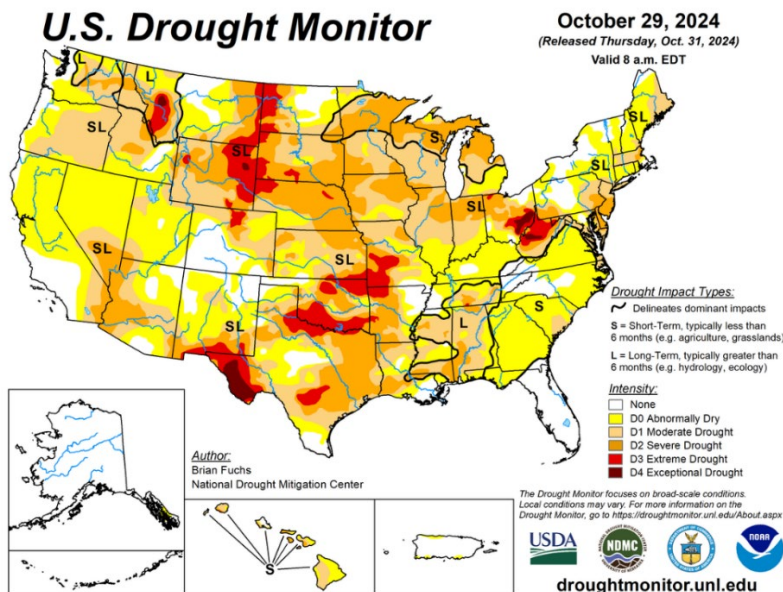 U.S. Drought Monitor
October 29, 2024
(Released Thursday, Oct. 31, 2024)
Valid 8 a.m. EDT
L
L
SL
SL
S
SL
SL
SL
SL
SL
SL
L
S
S
Drought Impact Types:
Delineates dominant impacts
S = Short-Term, typically less than
6 months (e.g. agriculture, grasslands)
L = Long-Term, typically greater than
6 months (e.g. hydrology, ecology)
Intensity:
None
D0 Abnormally Dry
D1 Moderate Drought
D2 Severe Drought
D3 Extreme Drought
D4 Exceptional Drought
Author:
Brian Fuchs
National Drought Mitigation Center
The Drought Monitor focuses on broad-scale conditions.
Local conditions may vary. For more information on the
Drought Monitor, go to https://droughtmonitor.unl.edu/About.aspx
USDA
NDMC
NOAA
droughtmonitor.unl.edu